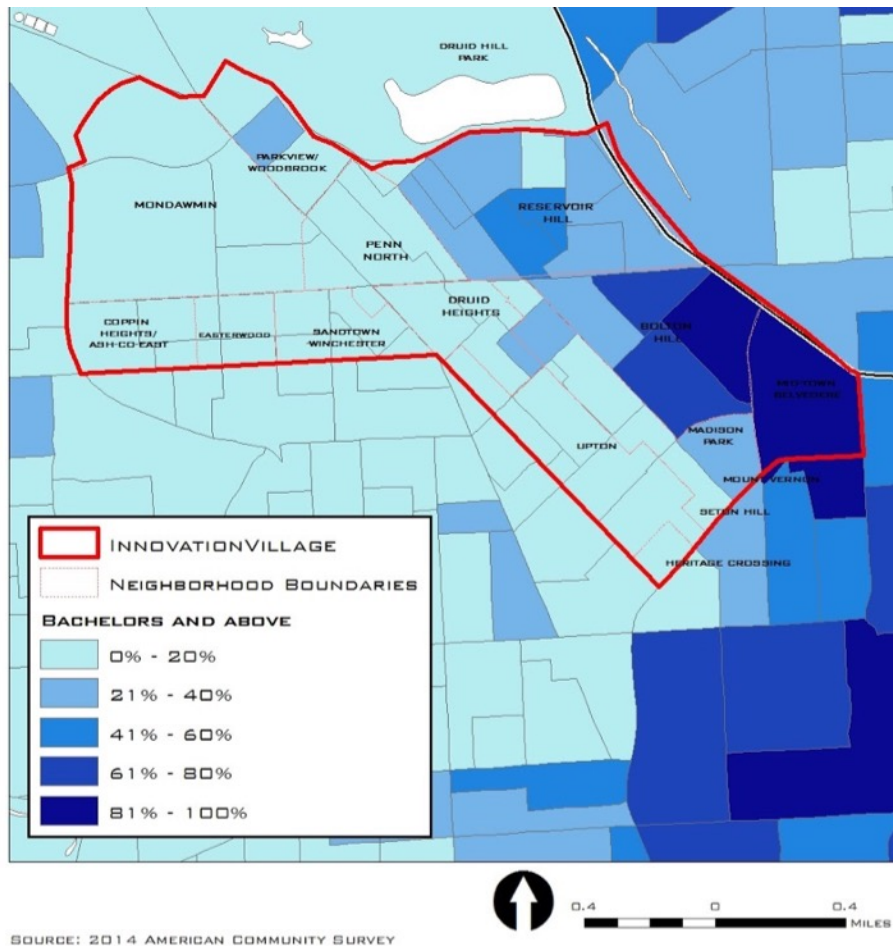 DRUID HILL
PARK
PARKVIEW/
WOODBROOK
MONDAWMIN
RESERVOIR
HILL
PENN
NORTH
DRUID
HEIGHTS
COPPIN
HEIGHTS/
ASH-CO-EAST
EASTERWOOD
SANDTOWN
WINCHESTER
BOLTON
HILL
MIDTOWN
BELVEDERE
MADISON
PARK
UPTON
MOUNT VERNON
SETON HILL
HERITAGE CROSSING
INNOVATIONVILLAGE
NEIGHBORHOOD BOUNDARIES
BACHELORS AND ABOVE
0% - 20%
21% - 40%
41% - 60%
61% - 80%
81% - 100%
0.4 0 0.4
MILES
SOURCE: 2014 AMERICAN COMMUNITY SURVEY